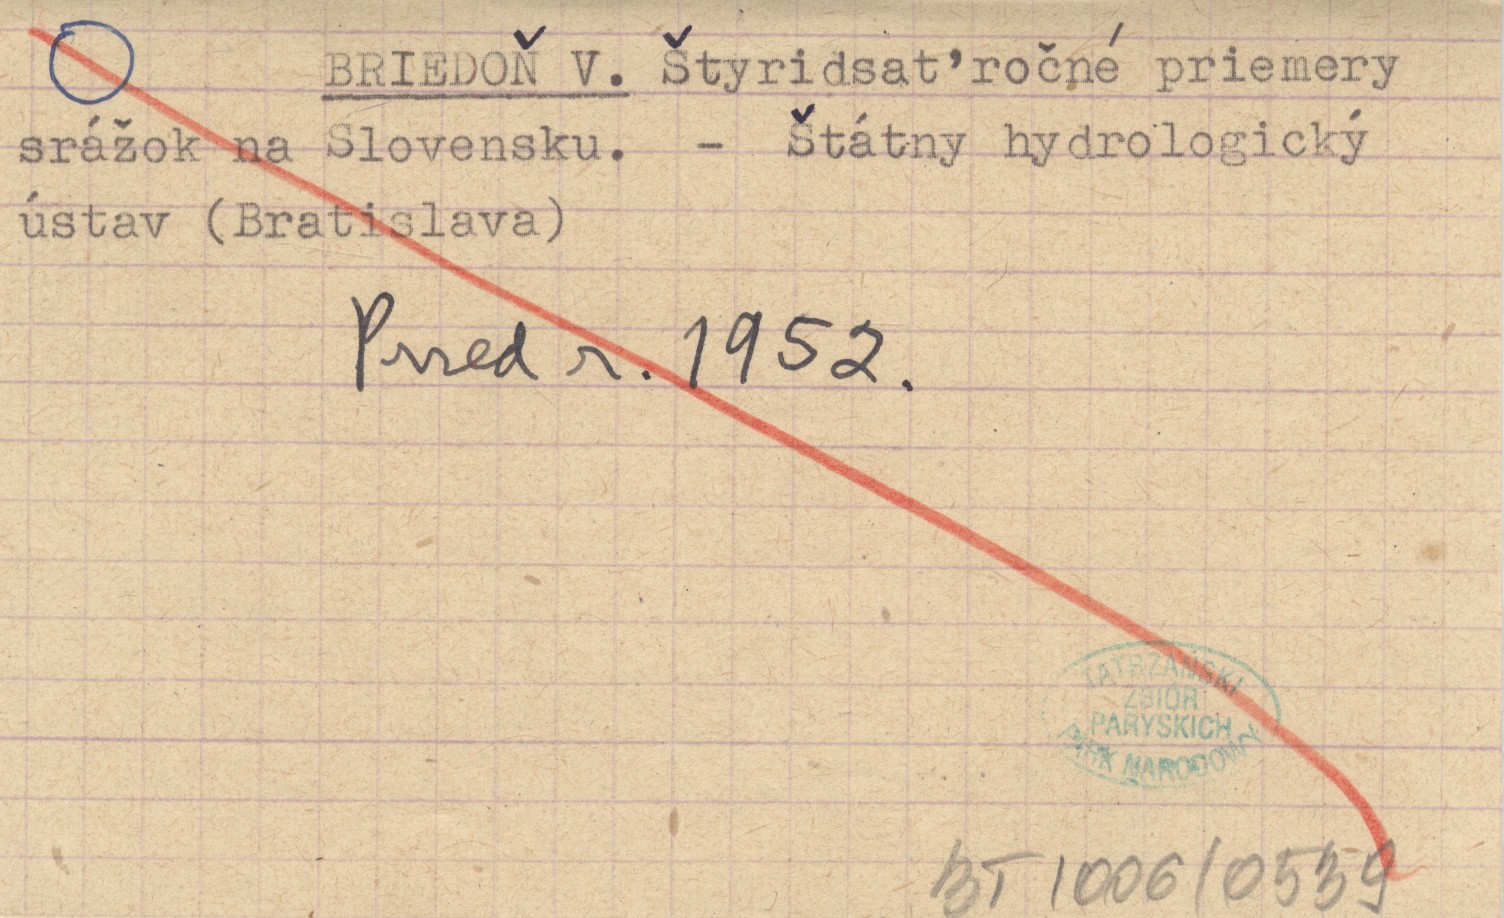 BRIEDOŇ V. Štyridsat'ročné priemery
srážok na Slovensku. - Štátny hydrologický
ústav (Bratislava)
Przed r. 1952.
TATRZAŃSKI
ZBIÓR
PARYSKICH
PARK NARODOWY
BT 1006/0539